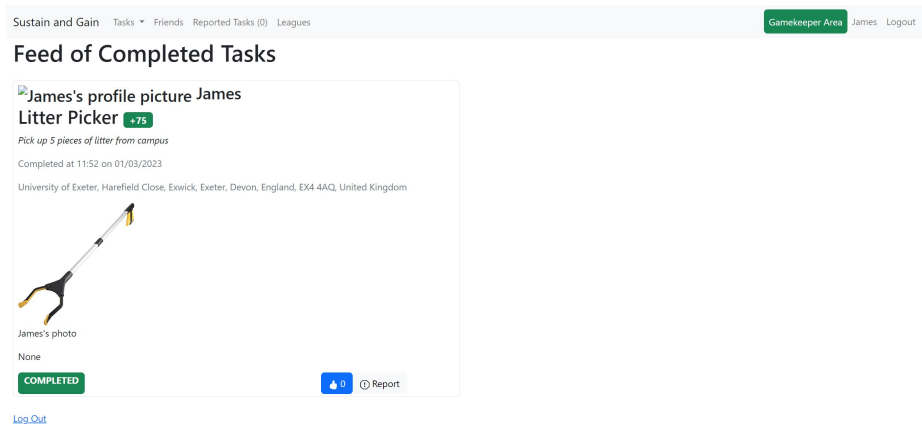 Sustain and Gain Tasks Friends Reported Tasks (0) Leagues Gamekeeper Area James Logout
Feed of Completed Tasks
James's profile picture James
Litter Picker +75
Pick up 5 pieces of litter from campus
Completed at 11:52 on 01/03/2023
University of Exeter, Harefield Close, Exwick, Exeter, Devon, England, EX4 4AQ, United Kingdom
James's photo
None
COMPLETED 0 Report
Log Out